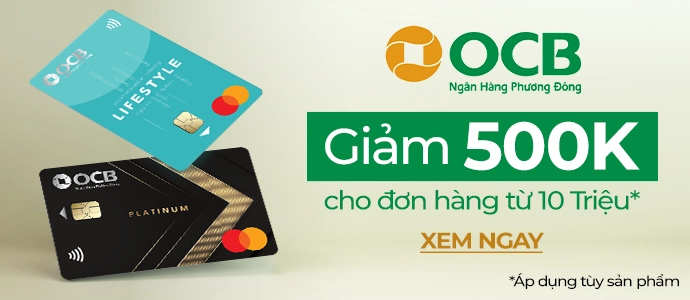 OCB
LIFESTYLE
OCB
PLATINUM
OCB
Ngân Hàng Phương Đông
Giảm 500K
cho đơn hàng từ 10 Triệu*
XEM NGAY
*Áp dụng tùy sản phẩm